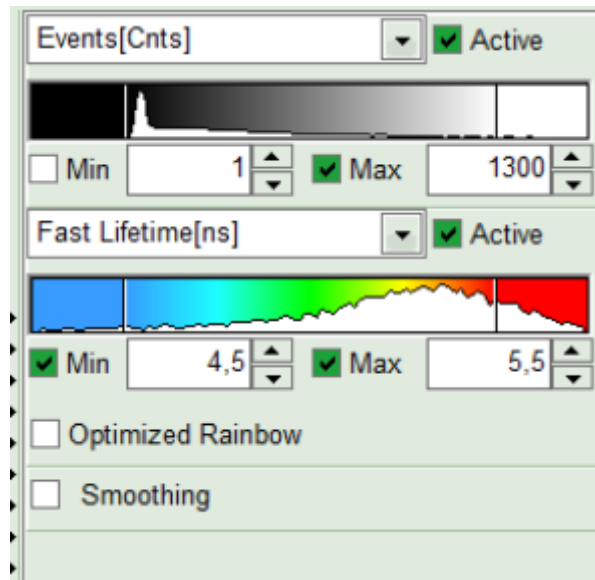 Events[Cnts] Active
Min 1 Max 1300
Fast Lifetime[ns] Active
Min 4,5 Max 5,5
Optimized Rainbow
Smoothing